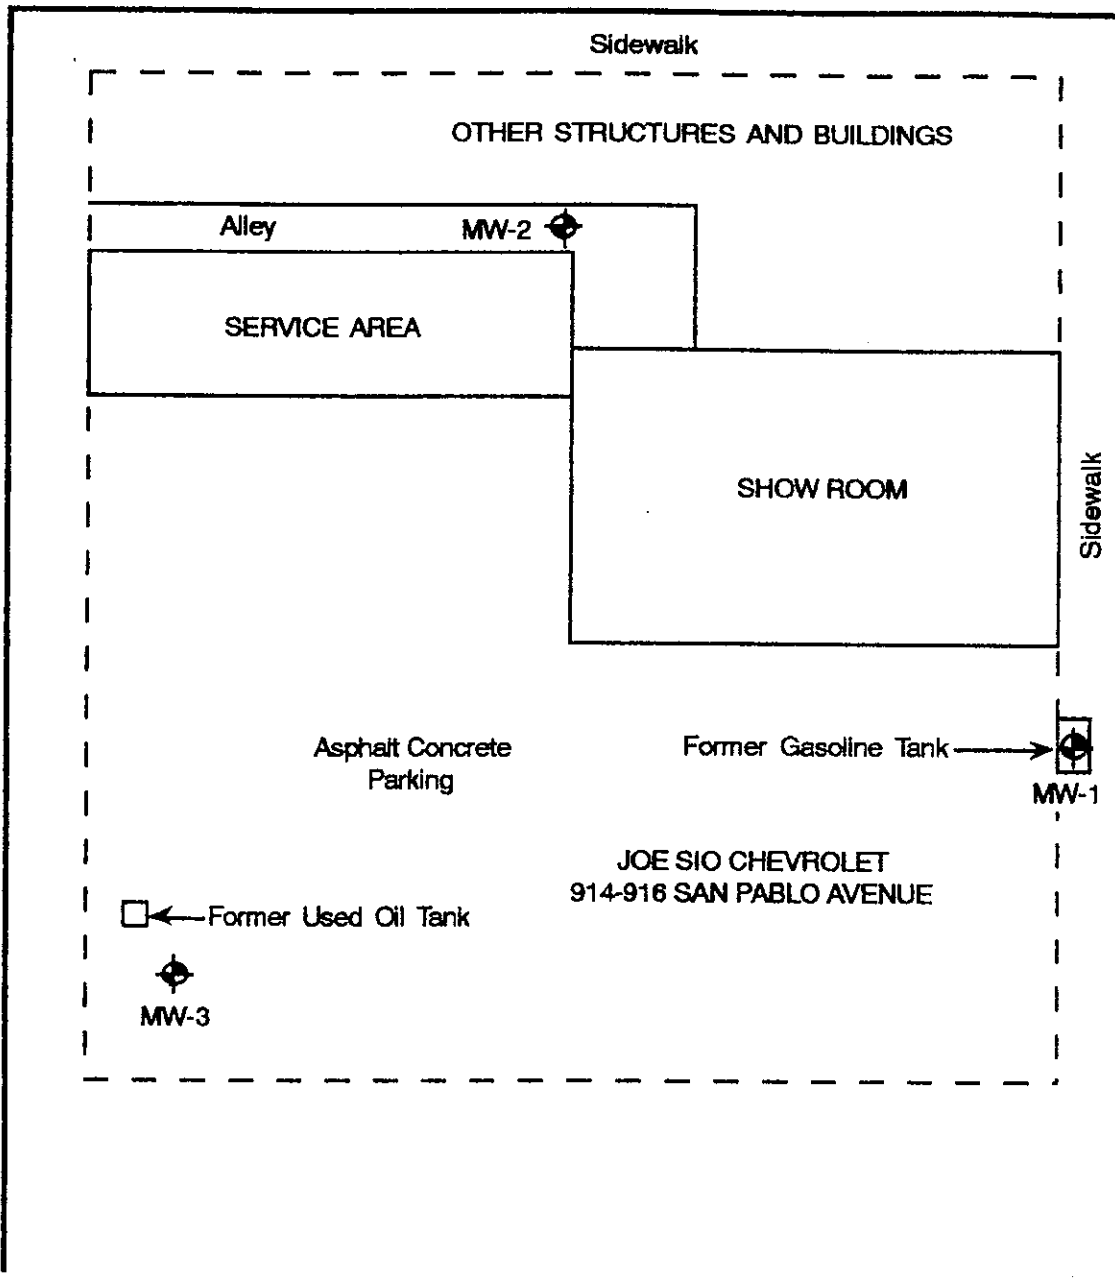 Sidewalk
OTHER STRUCTURES AND BUILDINGS
Alley
MW-2
SERVICE AREA
SHOW ROOM
Sidewalk
Asphalt Concrete
Parking
Former Gasoline Tank
MW-1
JOE SIO CHEVROLET
914-916 SAN PABLO AVENUE
Former Used Oil Tank
MW-3